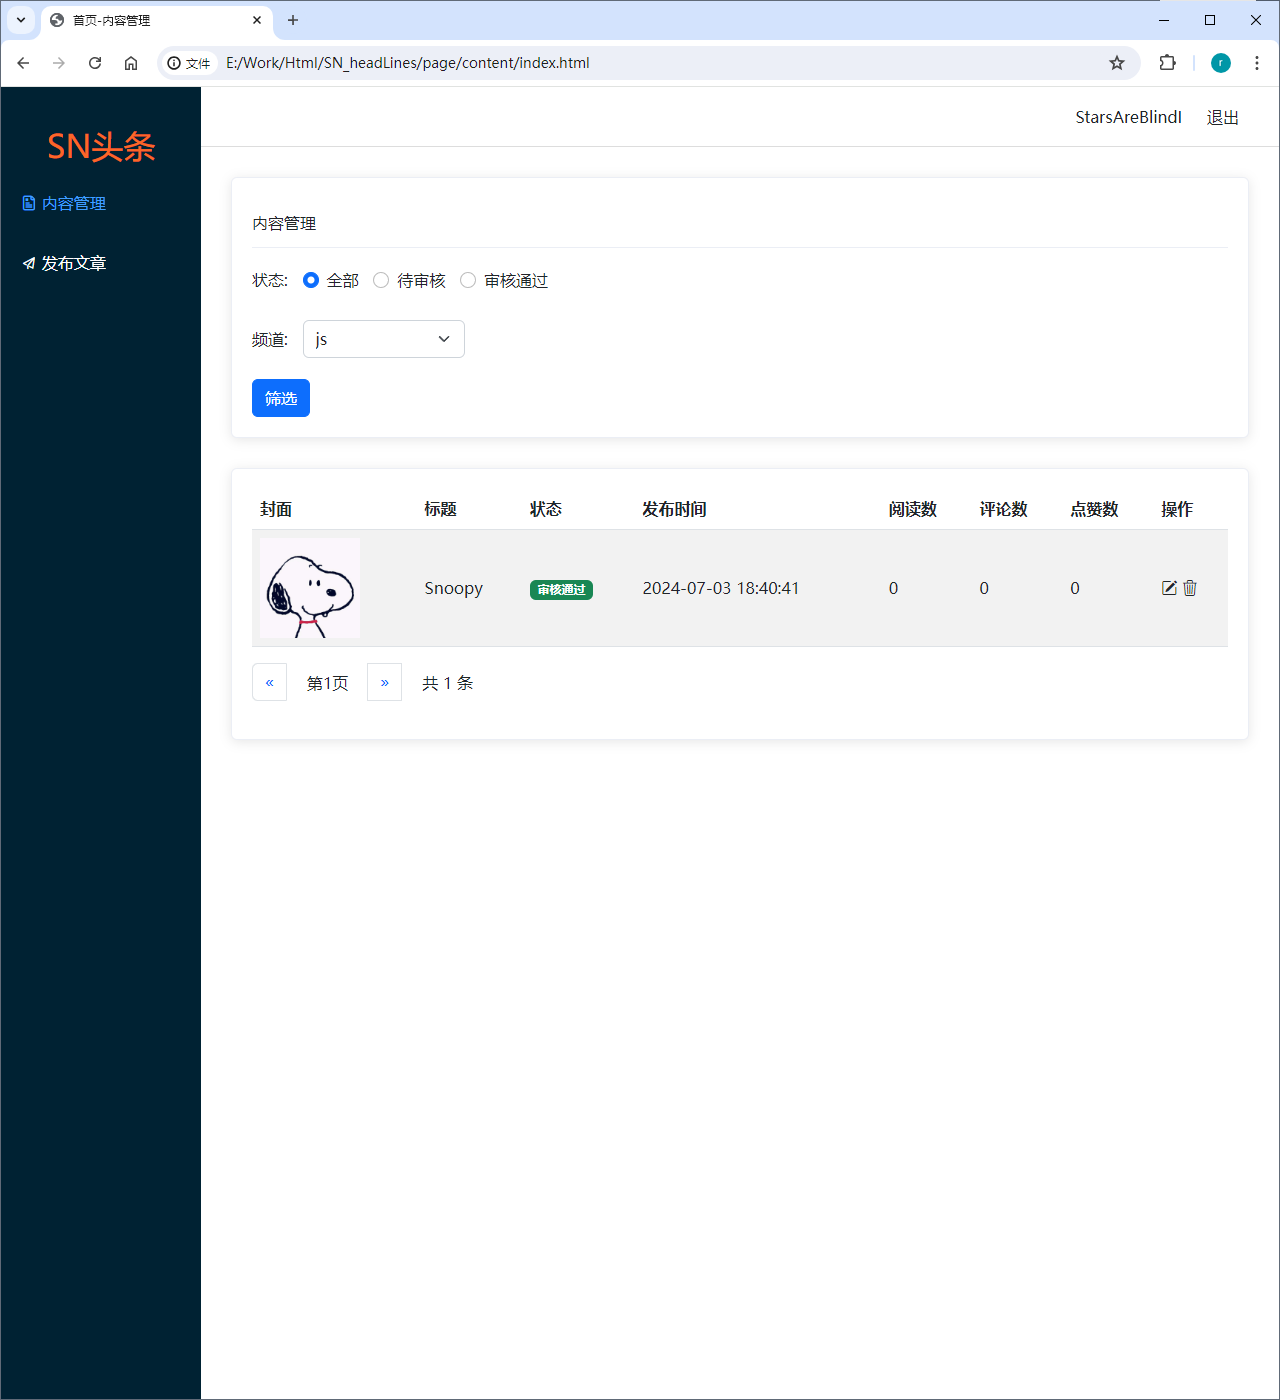 首页-内容管理
文件 E:/Work/Html/SN_headLines/page/content/index.html
r
SN头条
内容管理
发布文章
StarsAreBlindI 退出
内容管理
状态: 全部 待审核 审核通过
频道: js
筛选
封面 标题 状态 发布时间 阅读数 评论数 点赞数 操作
Snoopy 审核通过 2024-07-03 18:40:41 0 0 0
« 第1页 » 共 1 条